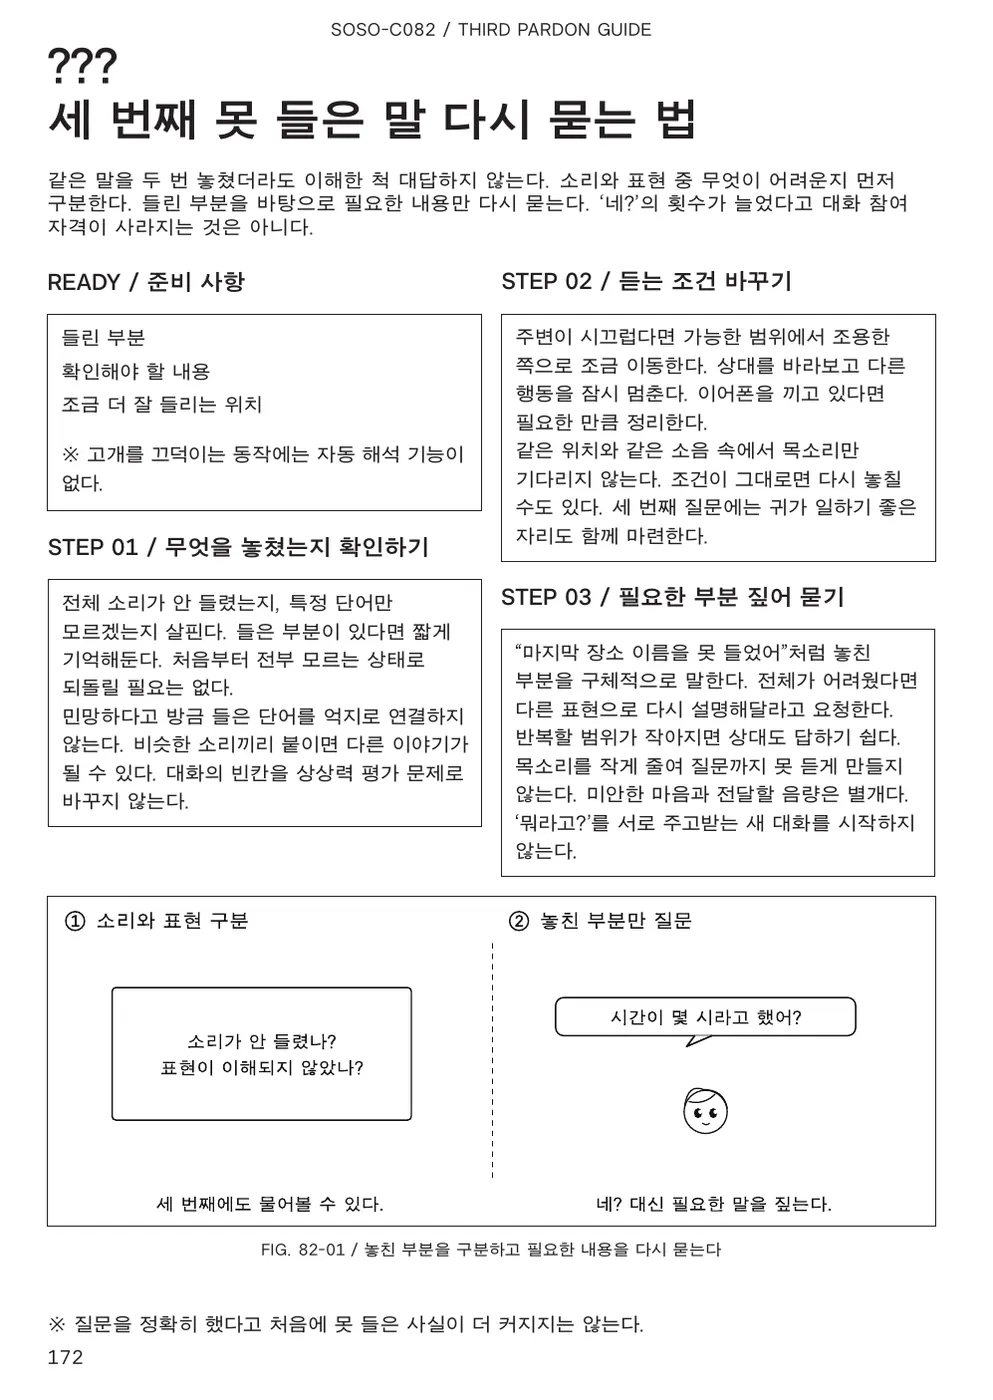 SOSO-C082 / THIRD PARDON GUIDE
???
세 번째 못 들은 말 다시 묻는 법
같은 말을 두 번 놓쳤더라도 이해한 척 대답하지 않는다. 소리와 표현 중 무엇이 어려운지 먼저
구분한다. 들린 부분을 바탕으로 필요한 내용만 다시 묻는다. ‘네?’의 횟수가 늘었다고 대화 참여
자격이 사라지는 것은 아니다.
READY / 준비 사항
들린 부분
확인해야 할 내용
조금 더 잘 들리는 위치
※ 고개를 끄덕이는 동작에는 자동 해석 기능이
없다.
STEP 01 / 무엇을 놓쳤는지 확인하기
전체 소리가 안 들렸는지, 특정 단어만
모르겠는지 살핀다. 들은 부분이 있다면 짧게
기억해둔다. 처음부터 전부 모르는 상태로
되돌릴 필요는 없다.
민망하다고 방금 들은 단어를 억지로 연결하지
않는다. 비슷한 소리끼리 붙이면 다른 이야기가
될 수 있다. 대화의 빈칸을 상상력 평가 문제로
바꾸지 않는다.
STEP 02 / 듣는 조건 바꾸기
주변이 시끄럽다면 가능한 범위에서 조용한
쪽으로 조금 이동한다. 상대를 바라보고 다른
행동을 잠시 멈춘다. 이어폰을 끼고 있다면
필요한 만큼 정리한다.
같은 위치와 같은 소음 속에서 목소리만
기다리지 않는다. 조건이 그대로면 다시 놓칠
수도 있다. 세 번째 질문에는 귀가 일하기 좋은
자리도 함께 마련한다.
STEP 03 / 필요한 부분 짚어 묻기
“마지막 장소 이름을 못 들었어”처럼 놓친
부분을 구체적으로 말한다. 전체가 어려웠다면
다른 표현으로 다시 설명해달라고 요청한다.
반복할 범위가 작아지면 상대도 답하기 쉽다.
목소리를 작게 줄여 질문까지 못 듣게 만들지
않는다. 미안한 마음과 전달할 음량은 별개다.
‘뭐라고?’를 서로 주고받는 새 대화를 시작하지
않는다.
① 소리와 표현 구분
소리가 안 들렸나?
표현이 이해되지 않았나?
세 번째에도 물어볼 수 있다.
② 놓친 부분만 질문
시간이 몇 시라고 했어?
네? 대신 필요한 말을 짚는다.
FIG. 82-01 / 놓친 부분을 구분하고 필요한 내용을 다시 묻는다
※ 질문을 정확히 했다고 처음에 못 들은 사실이 더 커지지는 않는다.
172